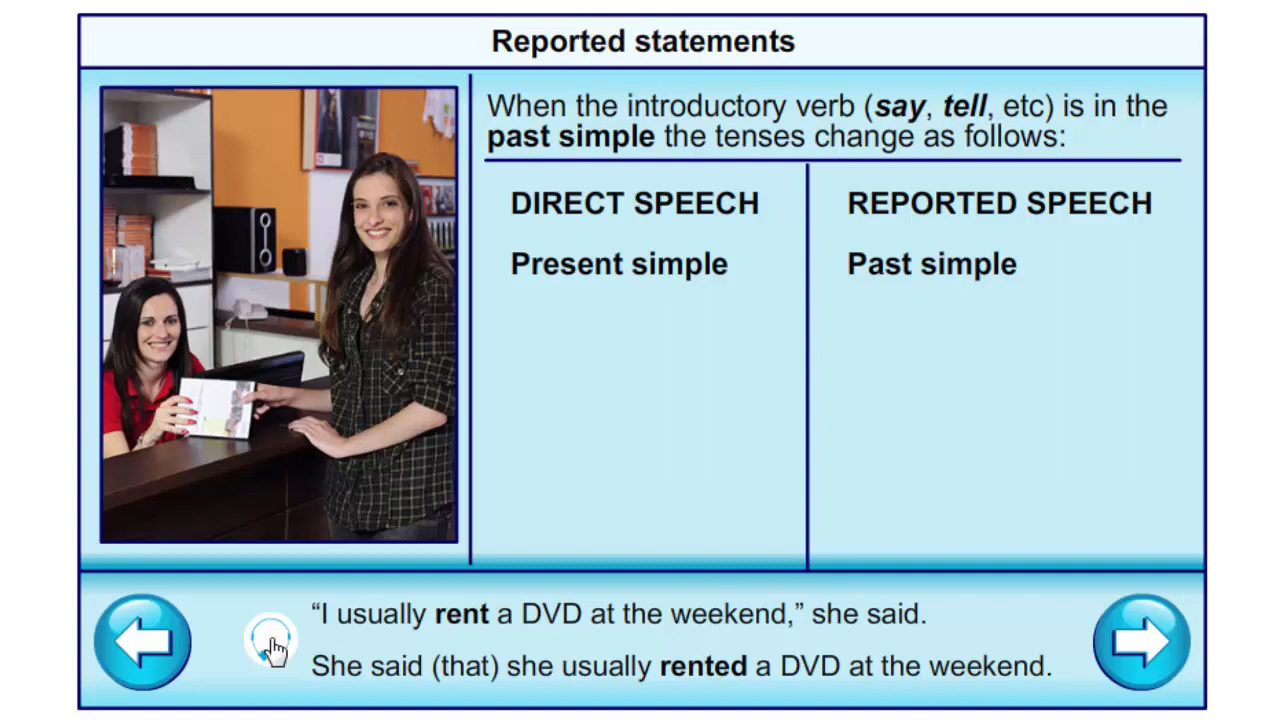 Reported statements
When the introductory verb (say, tell, etc) is in the
past simple the tenses change as follows:
DIRECT SPEECH
REPORTED SPEECH
Present simple
Past simple
“I usually rent a DVD at the weekend,” she said.
She said (that) she usually rented a DVD at the weekend.